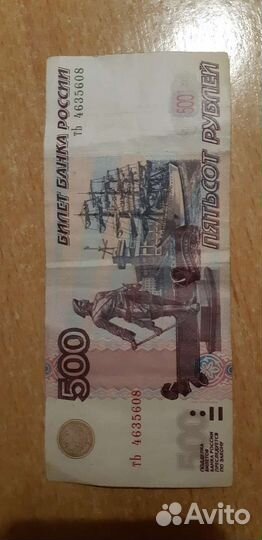 БИЛЕТ БАНКА РОССИИ
тЬ 4635608
500
ПЯТЬСОТ РУБЛЕЙ
500
тЬ 4635608
500
ПОДДЕЛКА
БИЛЕТОВ
БАНКА РОССИИ
ПРЕСЛЕДУЕТСЯ
ПО ЗАКОНУ
Avito